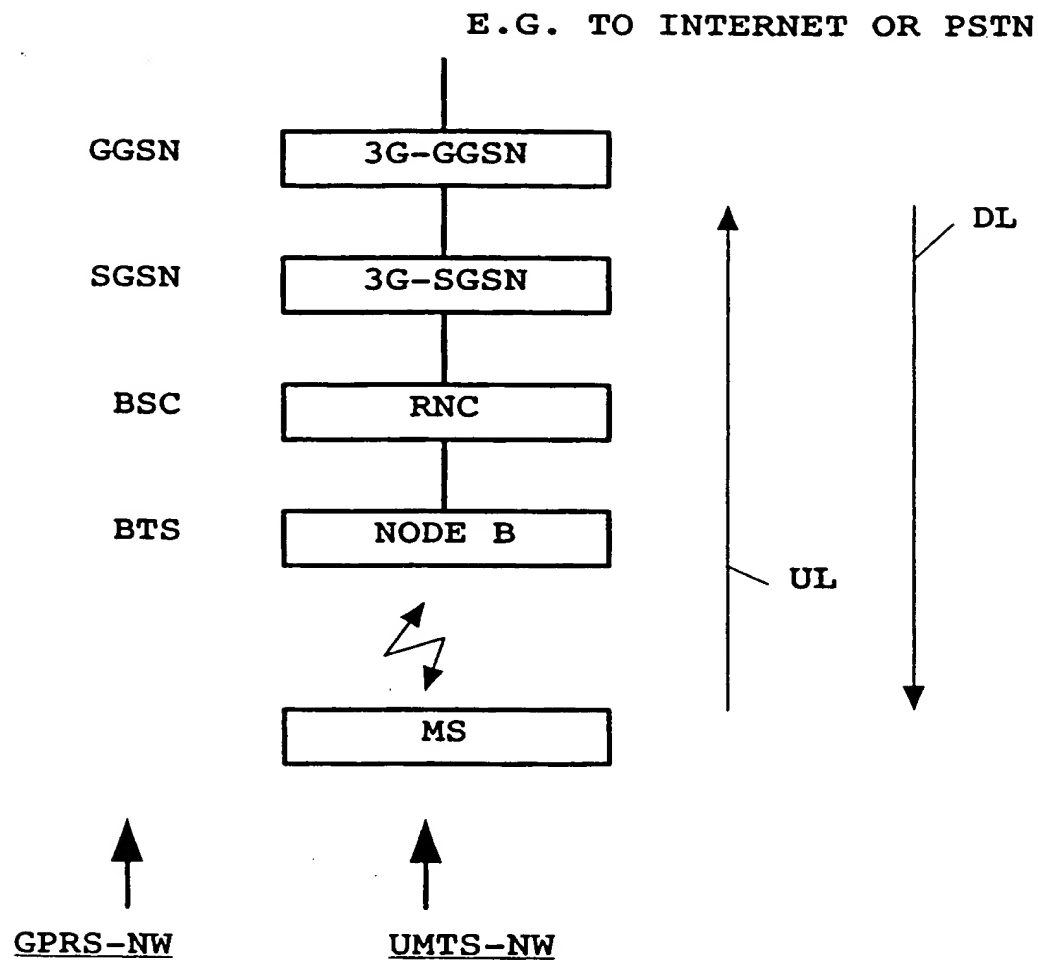 E.G. TO INTERNET OR PSTN
GGSN
3G-GGSN
DL
SGSN
3G-SGSN
BSC
RNC
BTS
NODE B
UL
MS
GPRS-NW
UMTS-NW